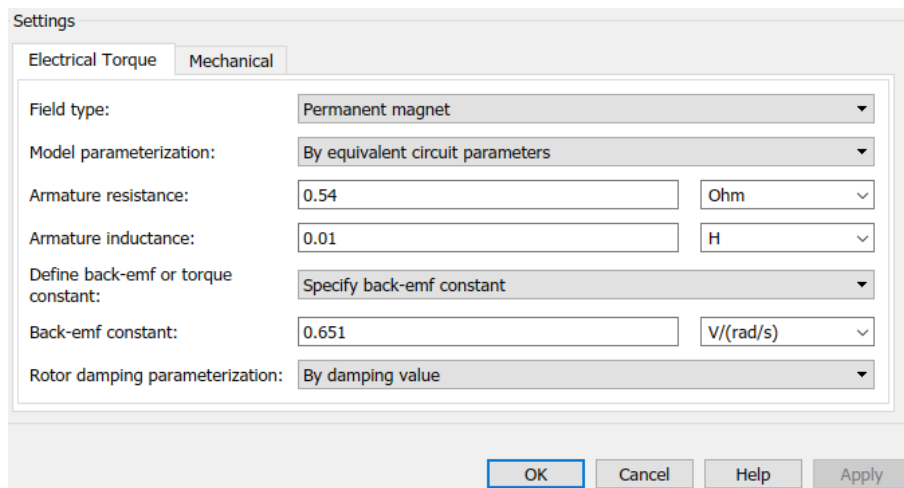 Settings
Electrical Torque Mechanical
Field type: Permanent magnet
Model parameterization: By equivalent circuit parameters
Armature resistance: 0.54 Ohm
Armature inductance: 0.01 H
Define back-emf or torque
constant: Specify back-emf constant
Back-emf constant: 0.651 V/(rad/s)
Rotor damping parameterization: By damping value
OK Cancel Help Apply